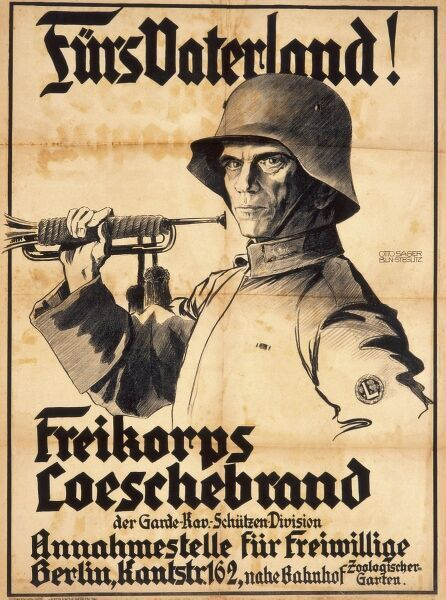 Fürs Vaterland!
OTTO SAGER
BLN-STEGLITZ
L
Freikorps
Loeschebrand
der Garde-Kav.-Schützen-Division
Annahmestelle für Freiwillige
Berlin, Kantstr. 162, nahe Bahnhof Zoologischer-
Garten.